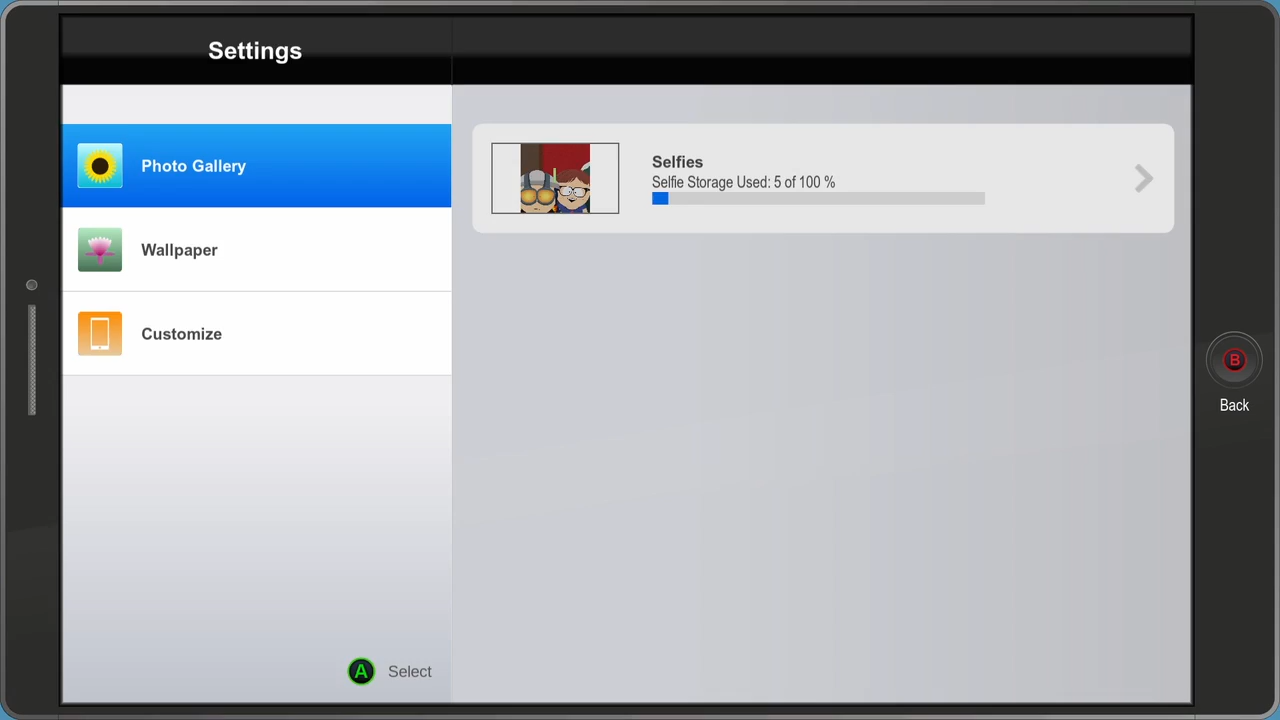 Settings
Photo Gallery
Wallpaper
Customize
Selfies
Selfie Storage Used: 5 of 100 %
B
Back
A Select